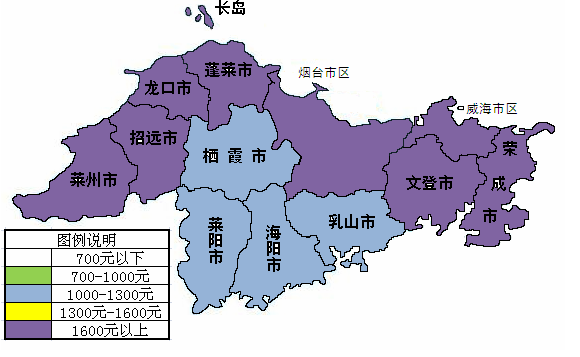 长岛
蓬莱市
烟台市区
龙口市
威海市区
招远市
荣成市
栖霞市
莱州市
文登市
莱阳市
海阳市
乳山市
图例说明
700元以下
700-1000元
1000-1300元
1300元-1600元
1600元以上